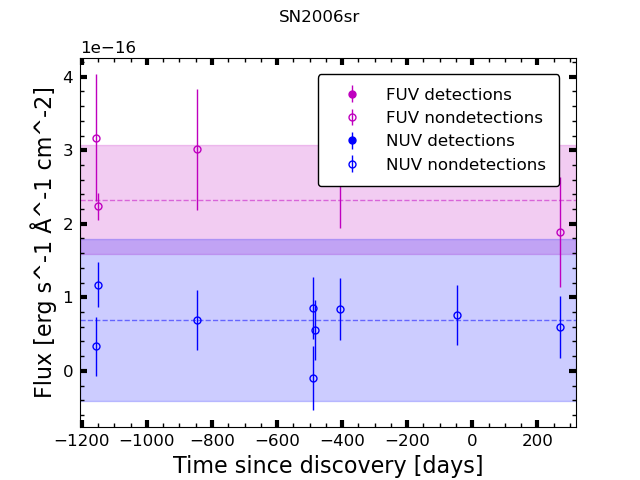 SN2006sr
1e−16
4
3
2
1
0
FUV detections
FUV nondetections
NUV detections
NUV nondetections
Flux [erg s^-1 Å^-1 cm^-2]
−1200 −1000 −800 −600 −400 −200 0 200
Time since discovery [days]